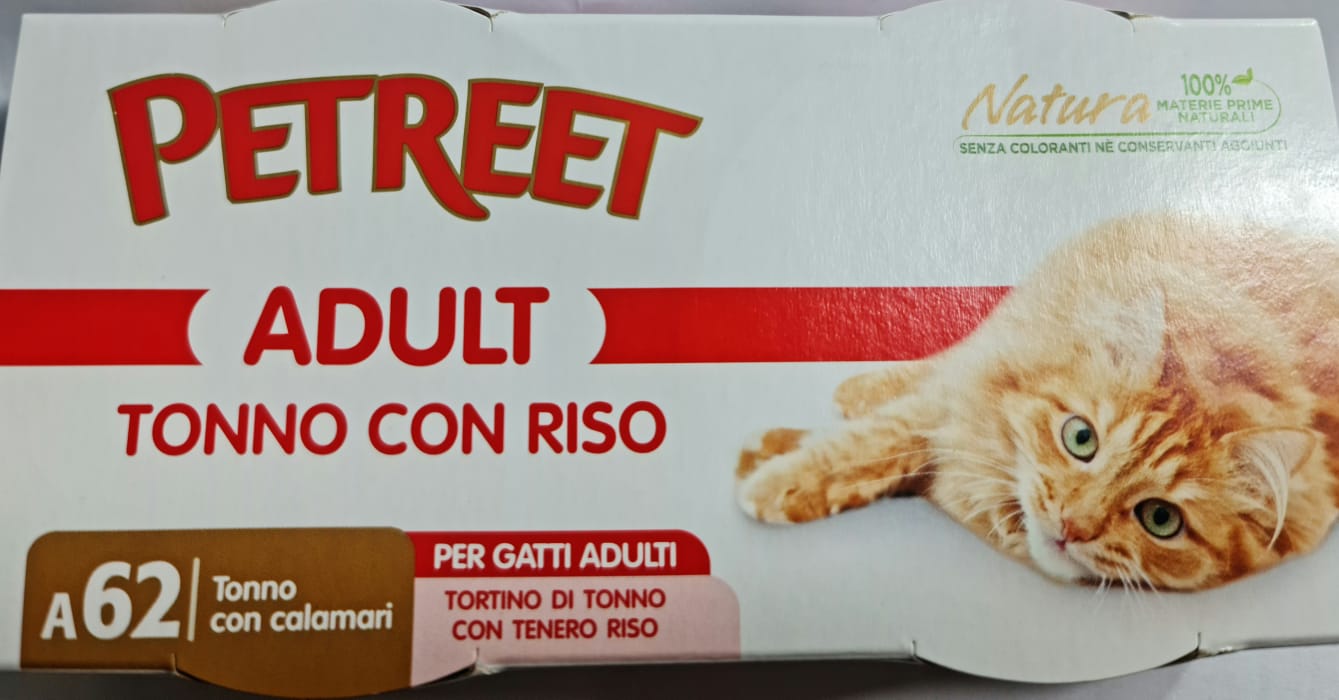 PETREET
Natura
100%
MATERIE PRIME
NATURALI
SENZA COLORANTI NÈ CONSERVANTI AGGIUNTI
ADULT
TONNO CON RISO
A62
Tonno
con calamari
PER GATTI ADULTI
TORTINO DI TONNO
CON TENERO RISO